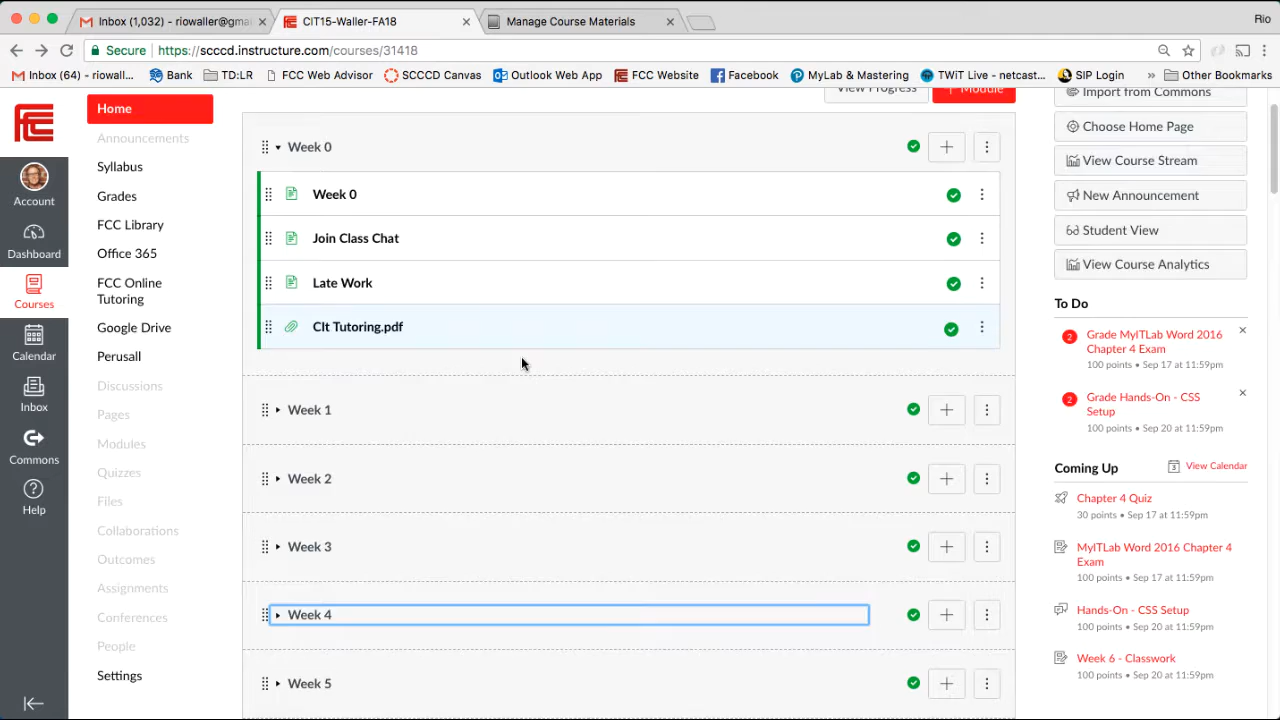 Inbox (1,032) - riowaller@gma
CIT15-Waller-FA18
Manage Course Materials
Rio
Secure
https://scccd.instructure.com/courses/31418
Inbox (64) - riowall...
Bank
TD:LR
FCC Web Advisor
SCCCD Canvas
Outlook Web App
FCC Website
Facebook
MyLab & Mastering
TWiT Live - netcast...
SIP Login
»
Other Bookmarks
FCC
Account
Dashboard
Courses
Calendar
Inbox
Commons
Help
Home
Announcements
Syllabus
Grades
FCC Library
Office 365
FCC Online
Tutoring
Google Drive
Perusall
Discussions
Pages
Modules
Quizzes
Files
Collaborations
Outcomes
Assignments
Conferences
People
Settings
View Progress
+ Module
Week 0
Week 0
Join Class Chat
Late Work
CIt Tutoring.pdf
Week 1
Week 2
Week 3
Week 4
Week 5
Import from Commons
Choose Home Page
View Course Stream
New Announcement
Student View
View Course Analytics
To Do
2
Grade MyITLab Word 2016
Chapter 4 Exam
100 points • Sep 17 at 11:59pm
2
Grade Hands-On - CSS
Setup
100 points • Sep 20 at 11:59pm
Coming Up
View Calendar
Chapter 4 Quiz
30 points • Sep 17 at 11:59pm
MyITLab Word 2016 Chapter 4
Exam
100 points • Sep 17 at 11:59pm
Hands-On - CSS Setup
100 points • Sep 20 at 11:59pm
Week 6 - Classwork
100 points • Sep 20 at 11:59pm